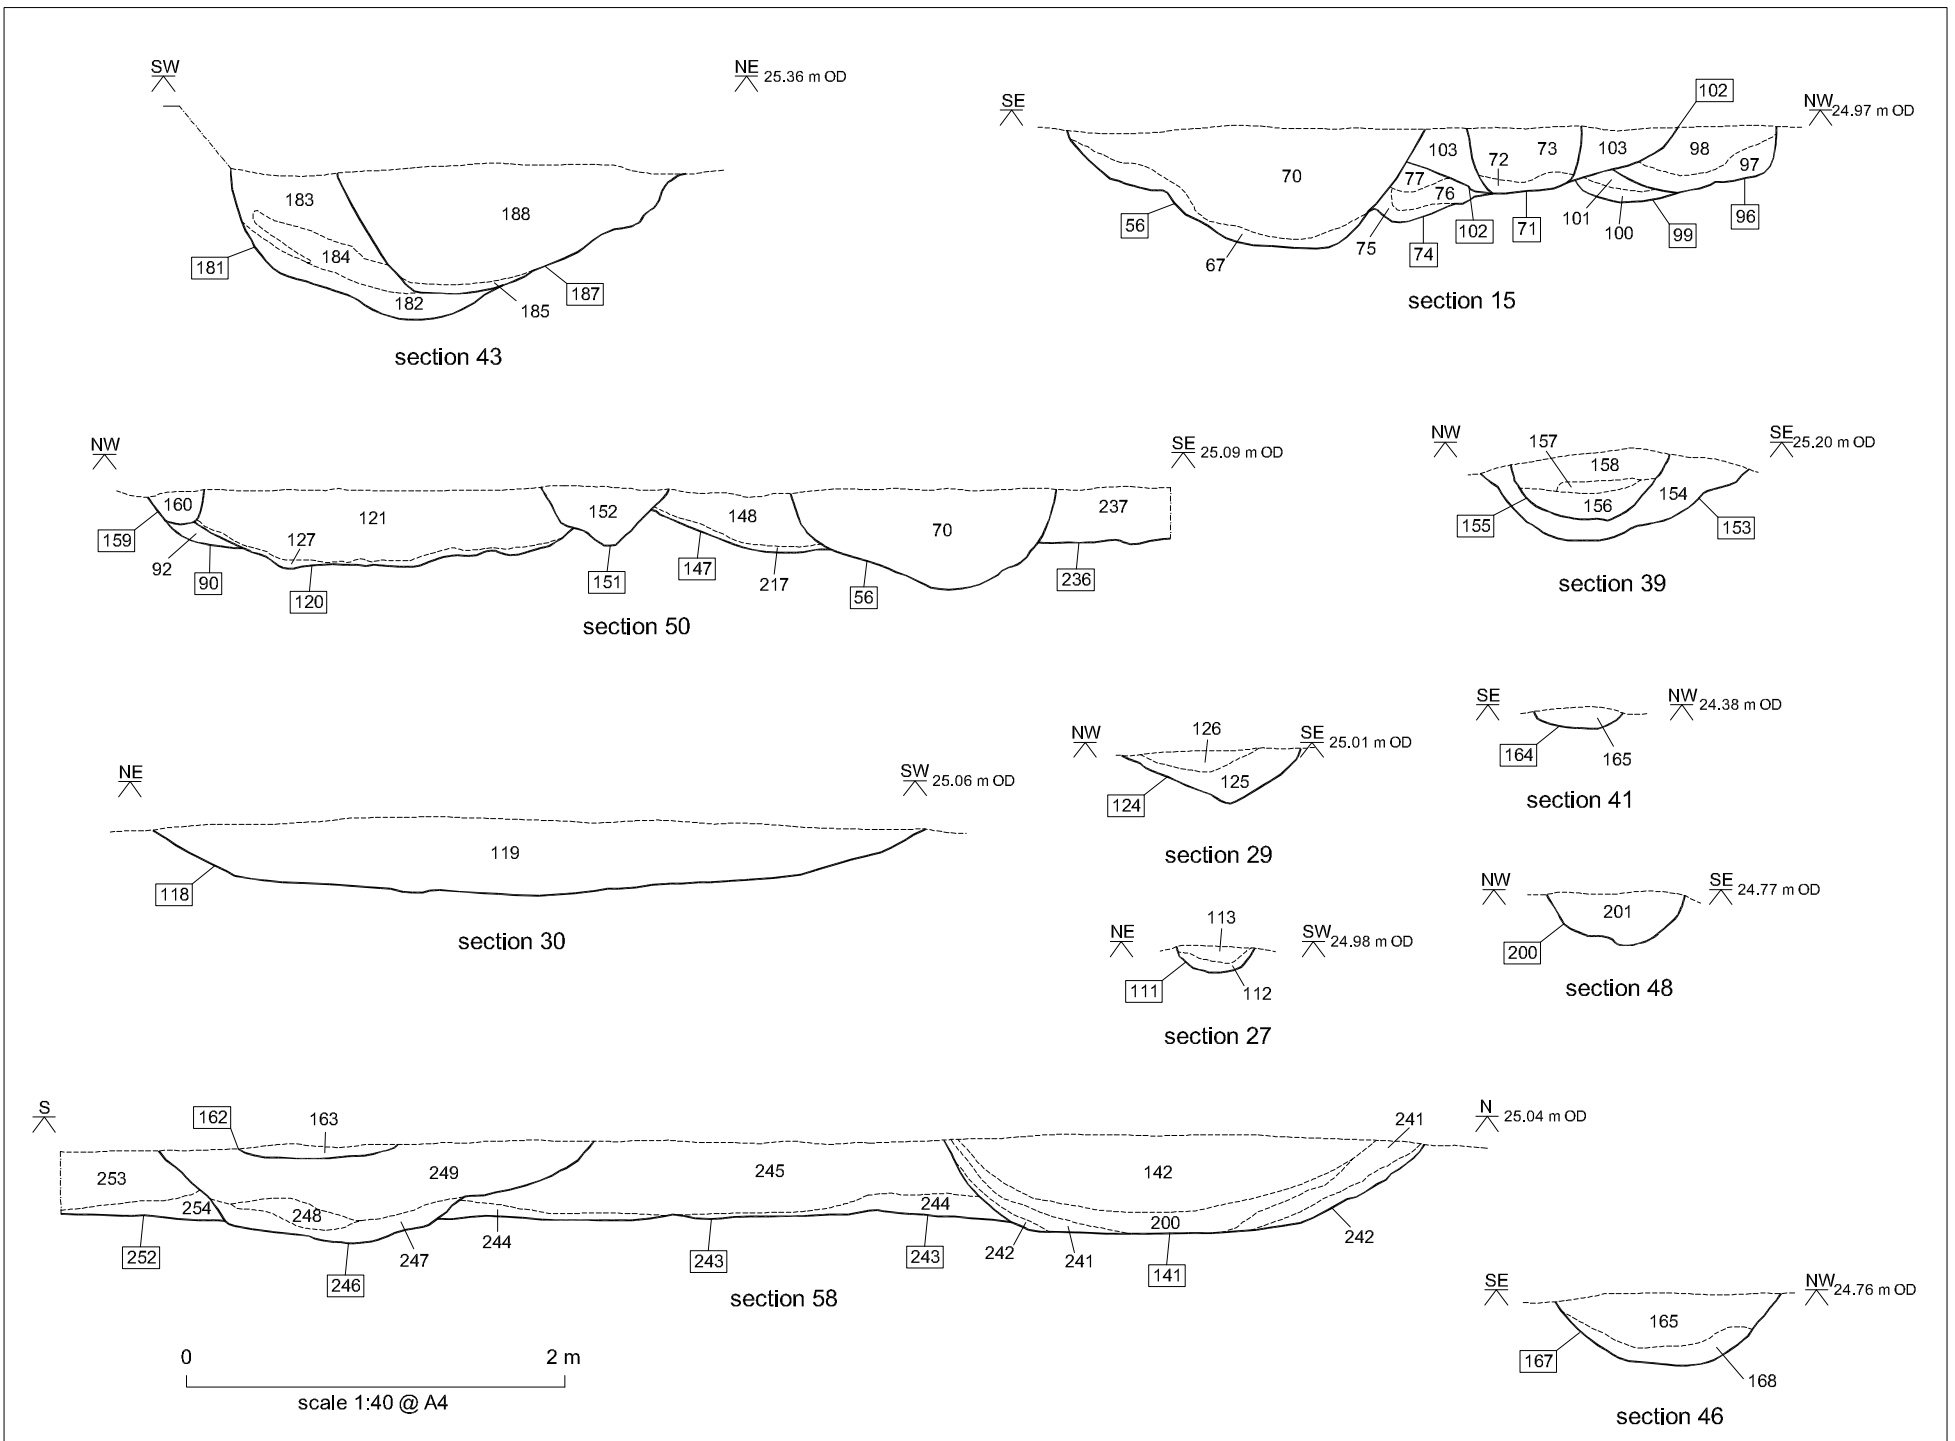 SW
NE 25.36 m OD
183
188
184
181
182
185
187
section 43
SE
NW 24.97 m OD
102
103
72
73
103
98
97
70
77
76
56
67
75
74
102
71
101
100
99
96
section 15
NW
SE 25.09 m OD
160
121
152
148
70
237
159
92
90
127
120
151
147
217
56
236
section 50
NW
SE 25.20 m OD
157
158
154
155
156
153
section 39
NE
SW 25.06 m OD
119
118
section 30
NW
SE 25.01 m OD
126
125
124
section 29
SE
NW 24.38 m OD
164
165
section 41
NE
SW 24.98 m OD
113
111
112
section 27
NW
SE 24.77 m OD
201
200
section 48
S
N 25.04 m OD
162
163
241
253
249
245
142
254
248
244
200
252
246
247
244
243
243
242
241
141
242
section 58
SE
NW 24.76 m OD
165
167
168
section 46
0 2 m
scale 1:40 @ A4